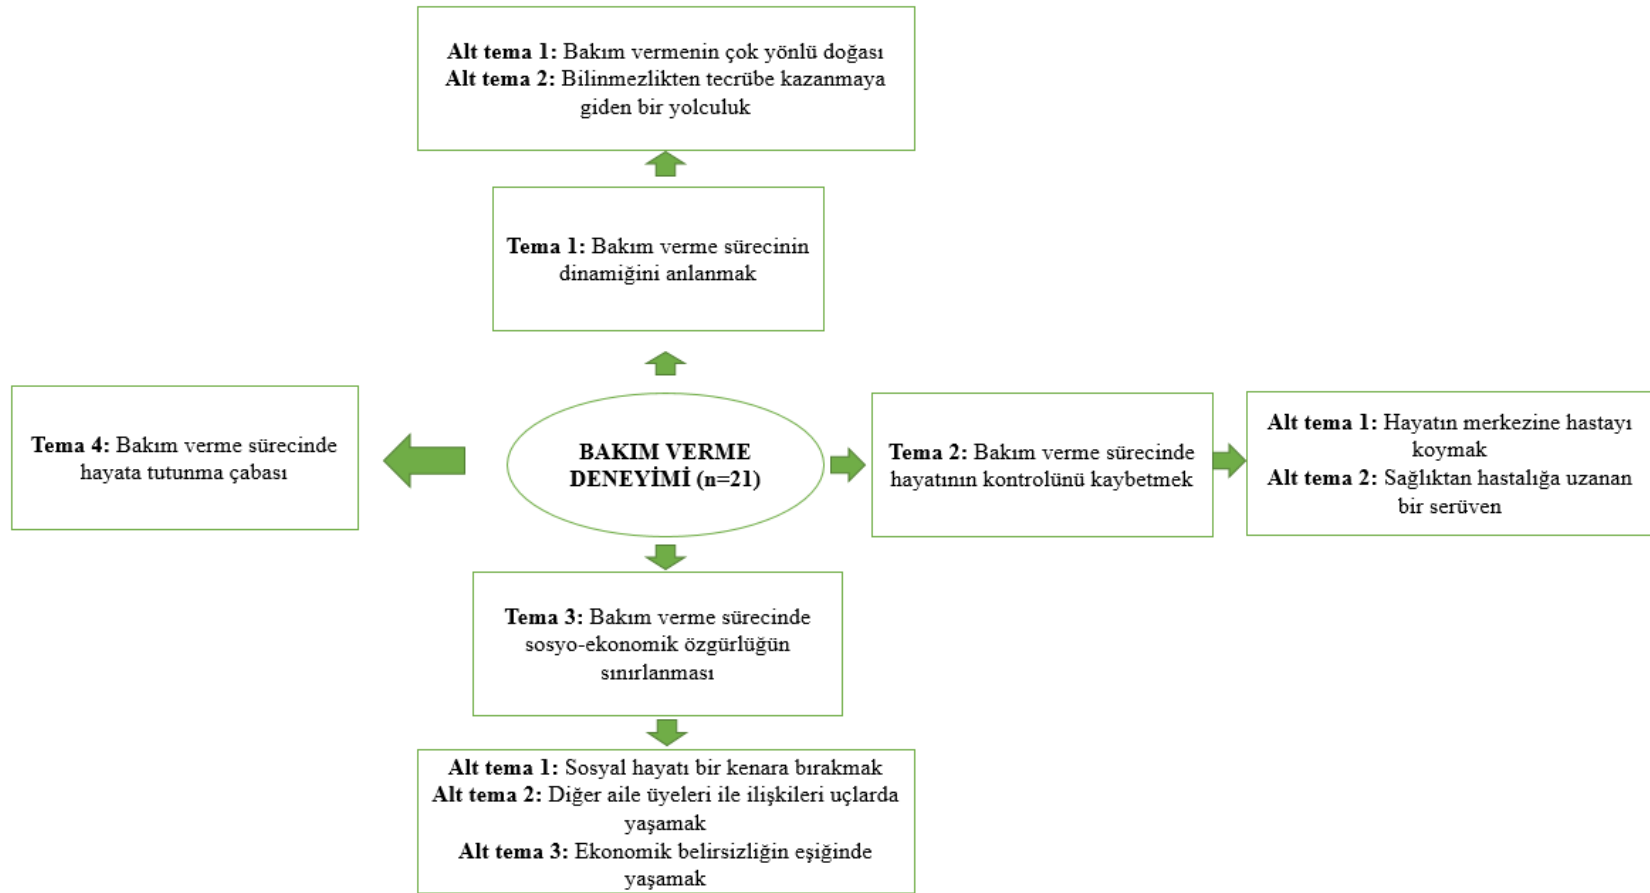 Alt tema 1: Bakım vermenin çok yönlü doğası
Alt tema 2: Bilinmezlikten tecrübe kazanmaya
giden bir yolculuk
Tema 1: Bakım verme sürecinin
dinamiğini anlanmak
Tema 4: Bakım verme sürecinde
hayata tutunma çabası
BAKIM VERME
DENEYİMİ (n=21)
Tema 2: Bakım verme sürecinde
hayatının kontrolünü kaybetmek
Alt tema 1: Hayatın merkezine hastayı
koymak
Alt tema 2: Sağlıktan hastalığa uzanan
bir serüven
Tema 3: Bakım verme sürecinde
sosyo-ekonomik özgürlüğün
sınırlanması
Alt tema 1: Sosyal hayatı bir kenara bırakmak
Alt tema 2: Diğer aile üyeleri ile ilişkileri uçlarda
yaşamak
Alt tema 3: Ekonomik belirsizliğin eşiğinde
yaşamak